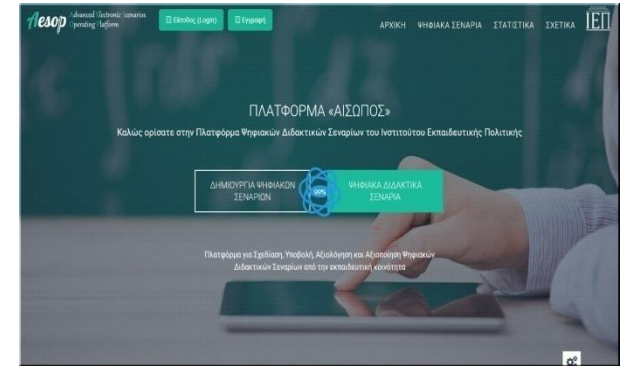 Aesop Advanced Electronic Scenarios
Operating Platform
Είσοδος (Login)
Εγγραφή
ΑΡΧΙΚΗ ΨΗΦΙΑΚΑ ΣΕΝΑΡΙΑ ΣΤΑΤΙΣΤΙΚΑ ΣΧΕΤΙΚΑ
ΙΕΠ
ΠΛΑΤΦΟΡΜΑ «ΑΙΣΩΠΟΣ»
Καλώς ορίσατε στην Πλατφόρμα Ψηφιακών Διδακτικών Σεναρίων του Ινστιτούτου Εκπαιδευτικής Πολιτικής
ΔΗΜΙΟΥΡΓΙΑ ΨΗΦΙΑΚΩΝ
ΣΕΝΑΡΙΩΝ
99%
ΨΗΦΙΑΚΑ ΔΙΔΑΚΤΙΚΑ
ΣΕΝΑΡΙΑ
Πλατφόρμα για Σχεδίαση, Υποβολή, Αξιολόγηση και Αξιοποίηση Ψηφιακών
Διδακτικών Σεναρίων από την εκπαιδευτική κοινότητα